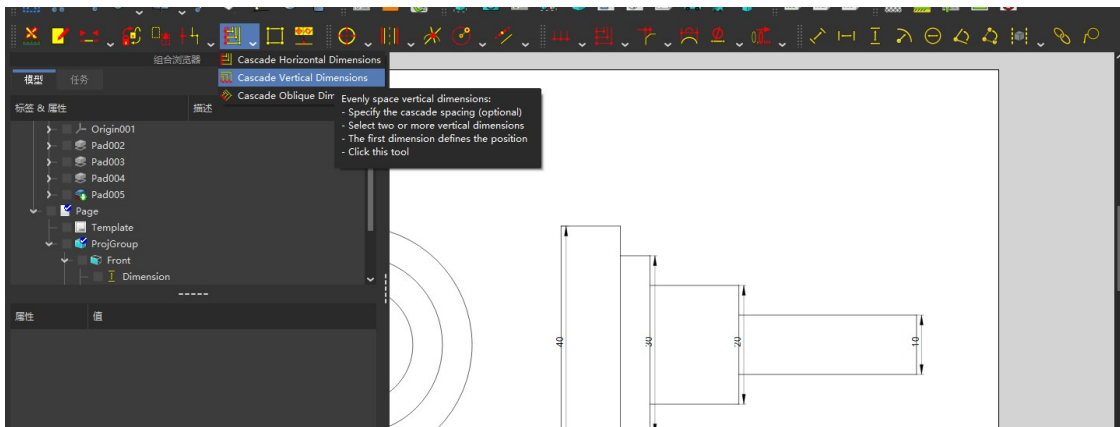 组合浏览器
Cascade Horizontal Dimensions
模型
任务
Cascade Vertical Dimensions
Cascade Oblique Dim
标签 & 属性
描述
Evenly space vertical dimensions:
- Specify the cascade spacing (optional)
- Select two or more vertical dimensions
- The first dimension defines the position
- Click this tool
Origin001
Pad002
Pad003
Pad004
Pad005
Page
Template
ProjGroup
Front
Dimension
属性
值
40
30
20
10